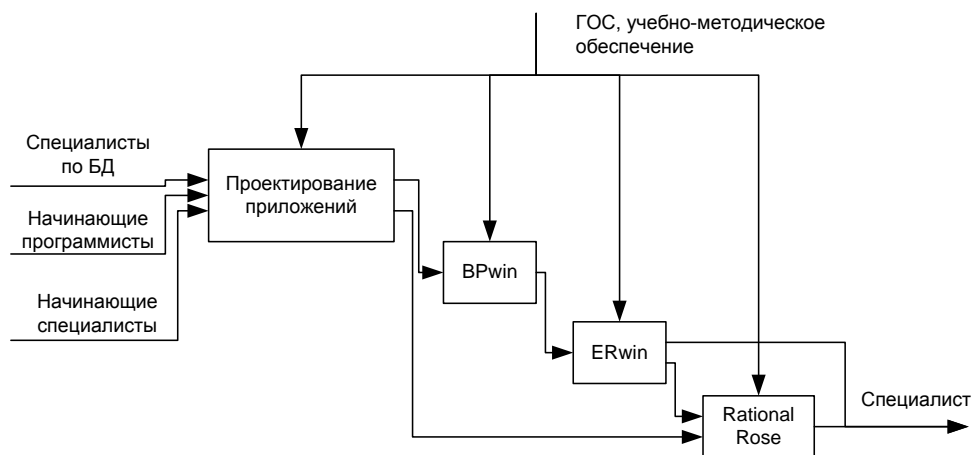 ГОС, учебно-методическое
обеспечение
Специалисты
по БД
Проектирование
приложений
Начинающие
программисты
BPwin
Начинающие
специалисты
ERwin
Rational
Rose
Специалист